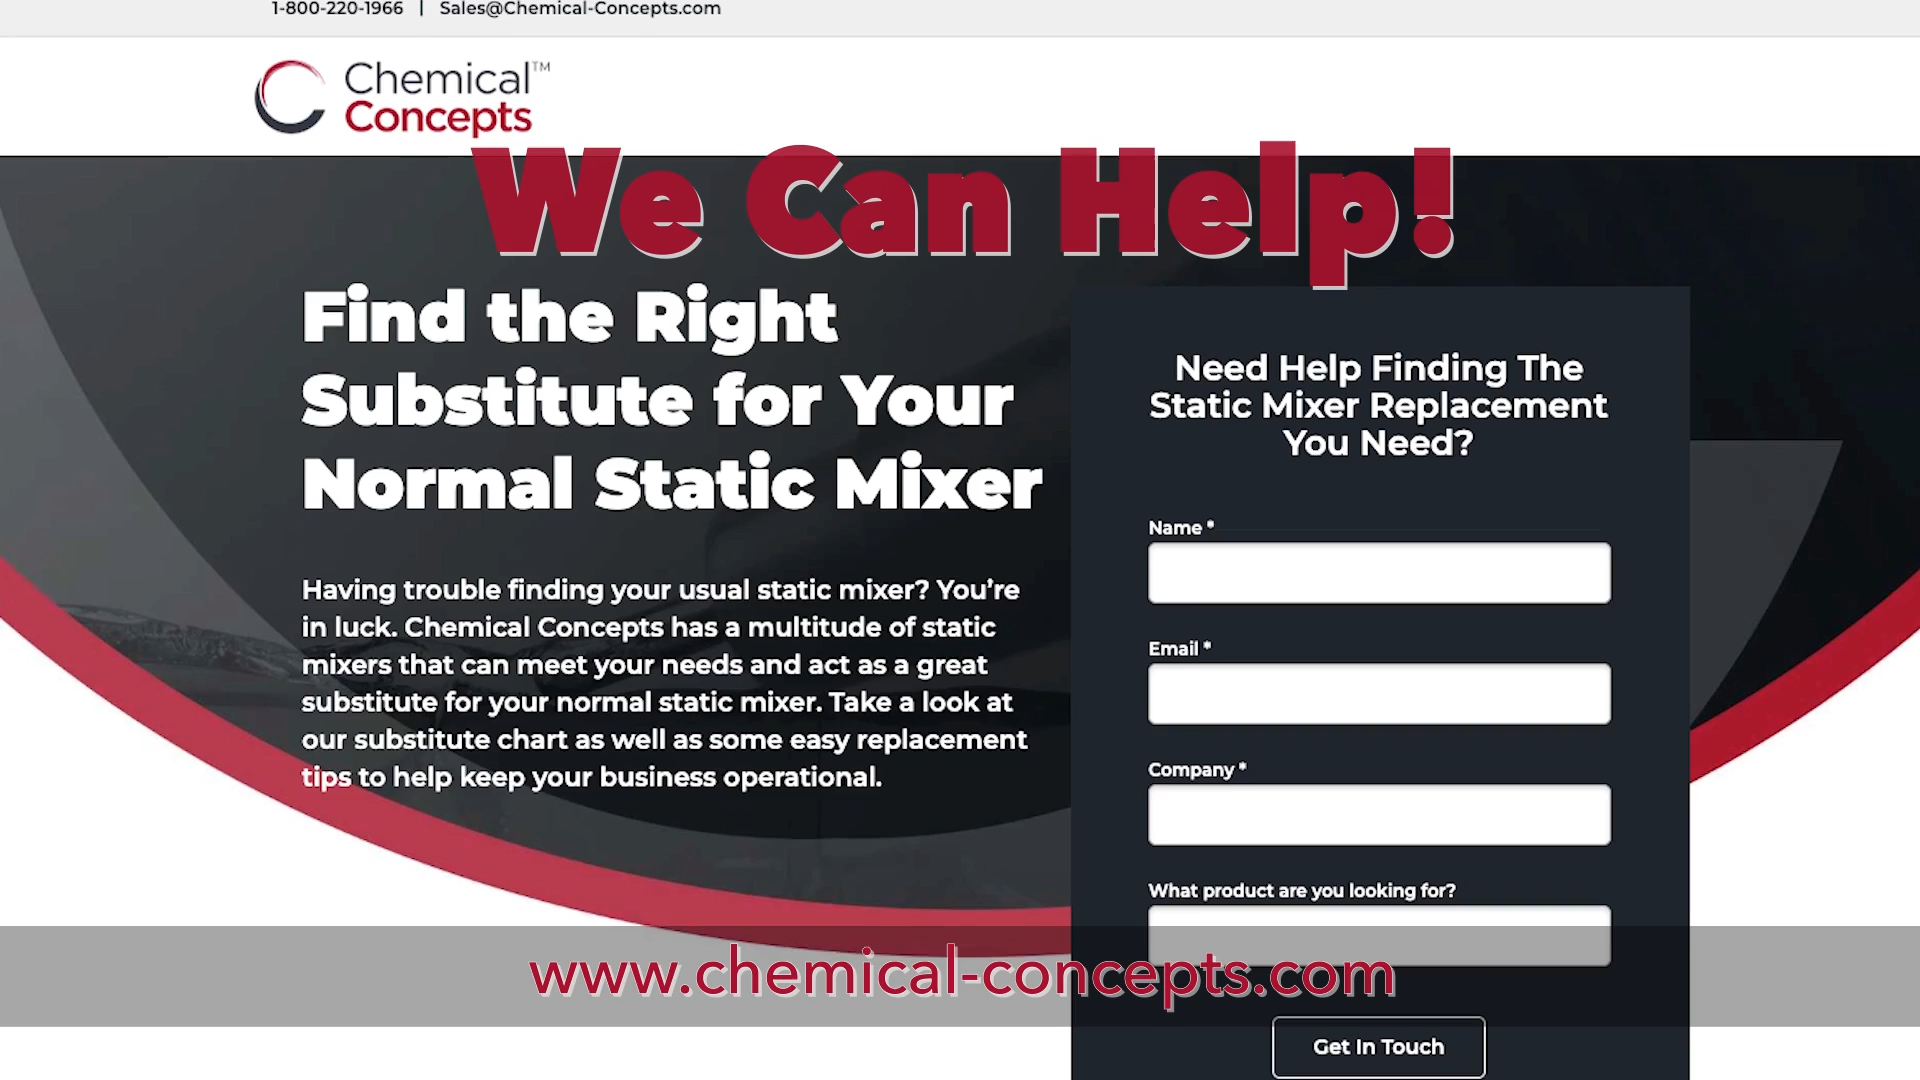 1-800-220-1966 | Sales@Chemical-Concepts.com
Chemical™
Concepts
We Can Help!
Find the Right
Substitute for Your
Normal Static Mixer
Having trouble finding your usual static mixer? You’re
in luck. Chemical Concepts has a multitude of static
mixers that can meet your needs and act as a great
substitute for your normal static mixer. Take a look at
our substitute chart as well as some easy replacement
tips to help keep your business operational.
Need Help Finding The
Static Mixer Replacement
You Need?
Name *
Email *
Company *
What product are you looking for?
www.chemical-concepts.com
Get In Touch